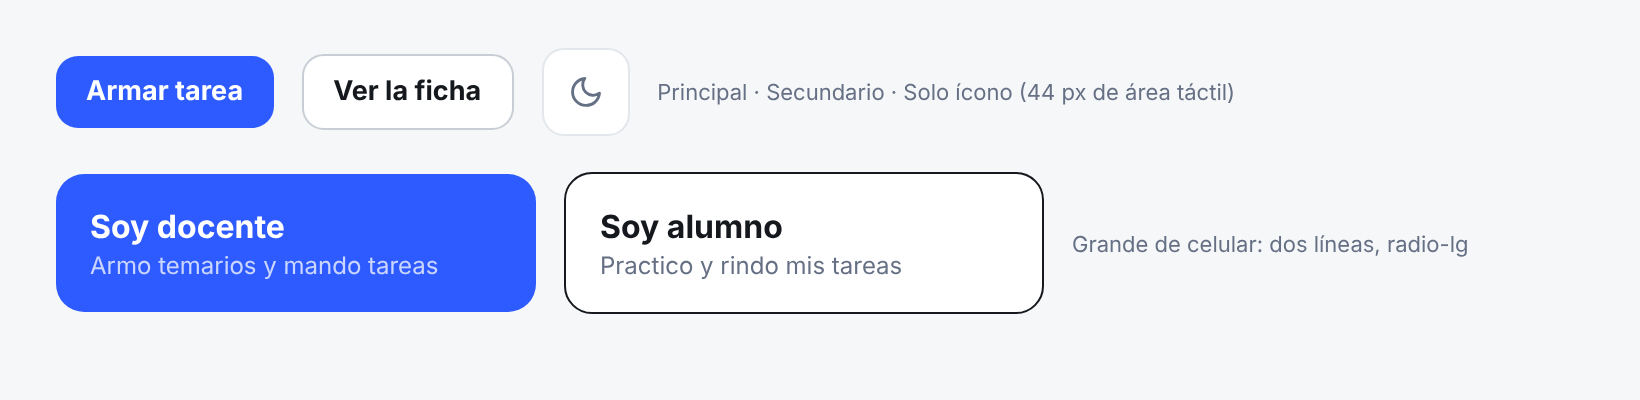 Armar tarea
Ver la ficha
Principal · Secundario · Solo ícono (44 px de área táctil)
Soy docente
Armo temarios y mando tareas
Soy alumno
Practico y rindo mis tareas
Grande de celular: dos líneas, radio-lg